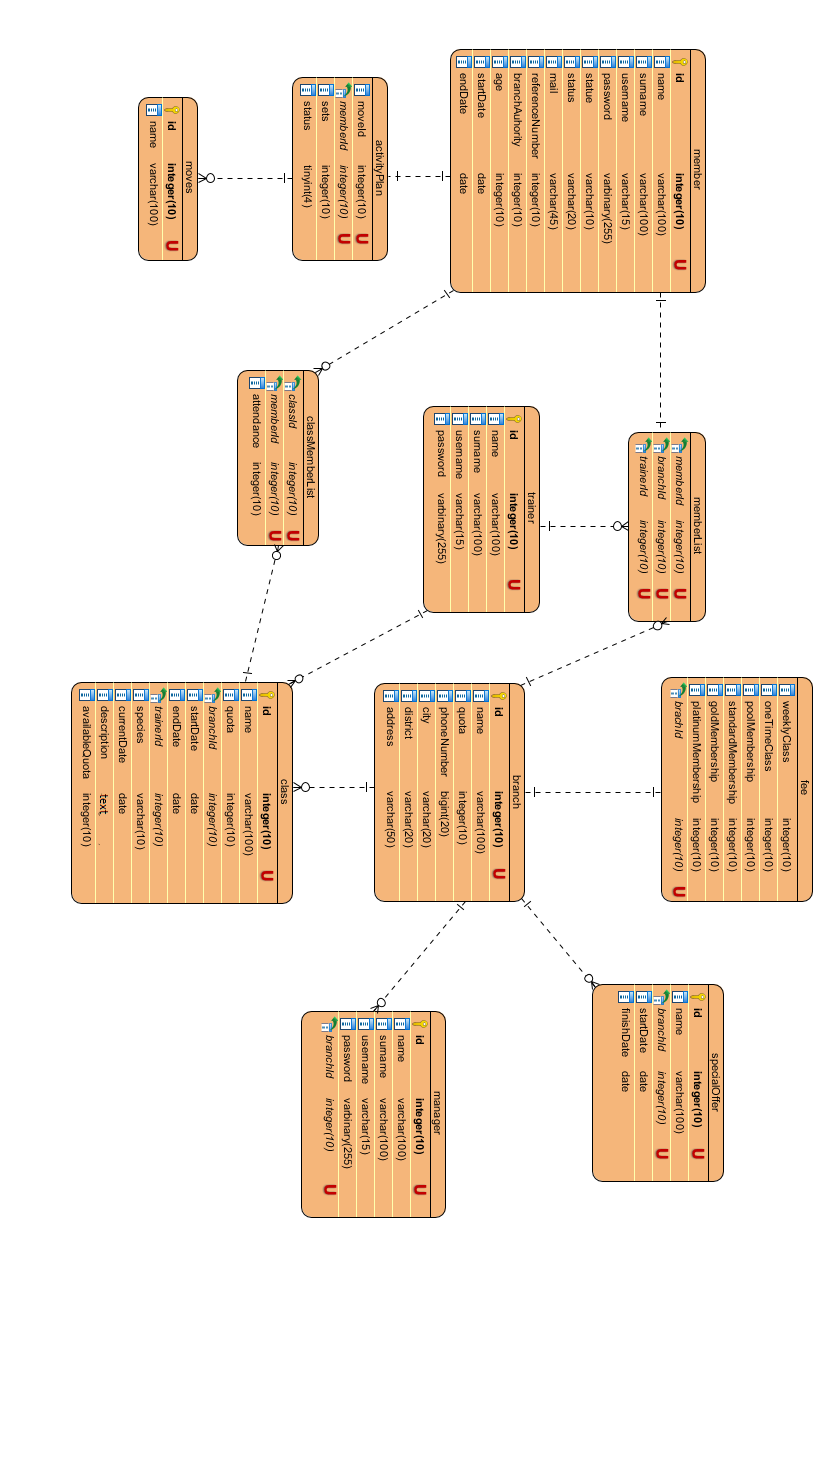 member
id integer(10) U
name varchar(100)
surname varchar(100)
username varchar(15)
password varbinary(255)
statue varchar(10)
status varchar(20)
mail varchar(45)
referenceNumber integer(10)
branchAuhority integer(10)
age integer(10)
startDate date
endDate date
memberList
memberId integer(10) U
branchId integer(10) U
trainerId integer(10) U
fee
weeklyClass integer(10)
oneTimeClass integer(10)
poolMembership integer(10)
standardMembership integer(10)
goldMembership integer(10)
platinumMembership integer(10)
brachId integer(10) U
specialOffer
id integer(10) U
name varchar(100)
branchId integer(10) U
startDate date
finishDate date
trainer
id integer(10) U
name varchar(100)
surname varchar(100)
username varchar(15)
password varbinary(255)
branch
id integer(10) U
name varchar(100)
quota integer(10)
phoneNumber bigint(20)
city varchar(20)
district varchar(20)
address varchar(50)
manager
id integer(10) U
name varchar(100)
surname varchar(100)
username varchar(15)
password varbinary(255)
branchId integer(10) U
activityPlan
moveId integer(10) U
memberId integer(10) U
sets integer(10)
status tinyint(4)
classMemberList
classId integer(10) U
memberId integer(10) U
attendance integer(10)
class
id integer(10) U
name varchar(100)
quota integer(10)
branchId integer(10)
startDate date
endDate date
trainerId integer(10)
species varchar(10)
currentDate date
description text
availableQuota integer(10)
moves
id integer(10) U
name varchar(100)